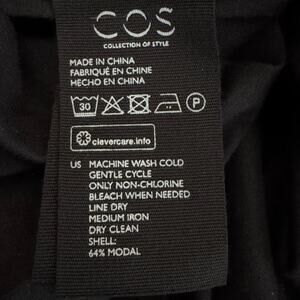 COS
COLLECTION OF STYLE
MADE IN CHINA
FABRIQUÉ EN CHINE
HECHO EN CHINA
30 P
clevercare.info
US MACHINE WASH COLD
GENTLE CYCLE
ONLY NON-CHLORINE
BLEACH WHEN NEEDED
LINE DRY
MEDIUM IRON
DRY CLEAN
SHELL:
64% MODAL